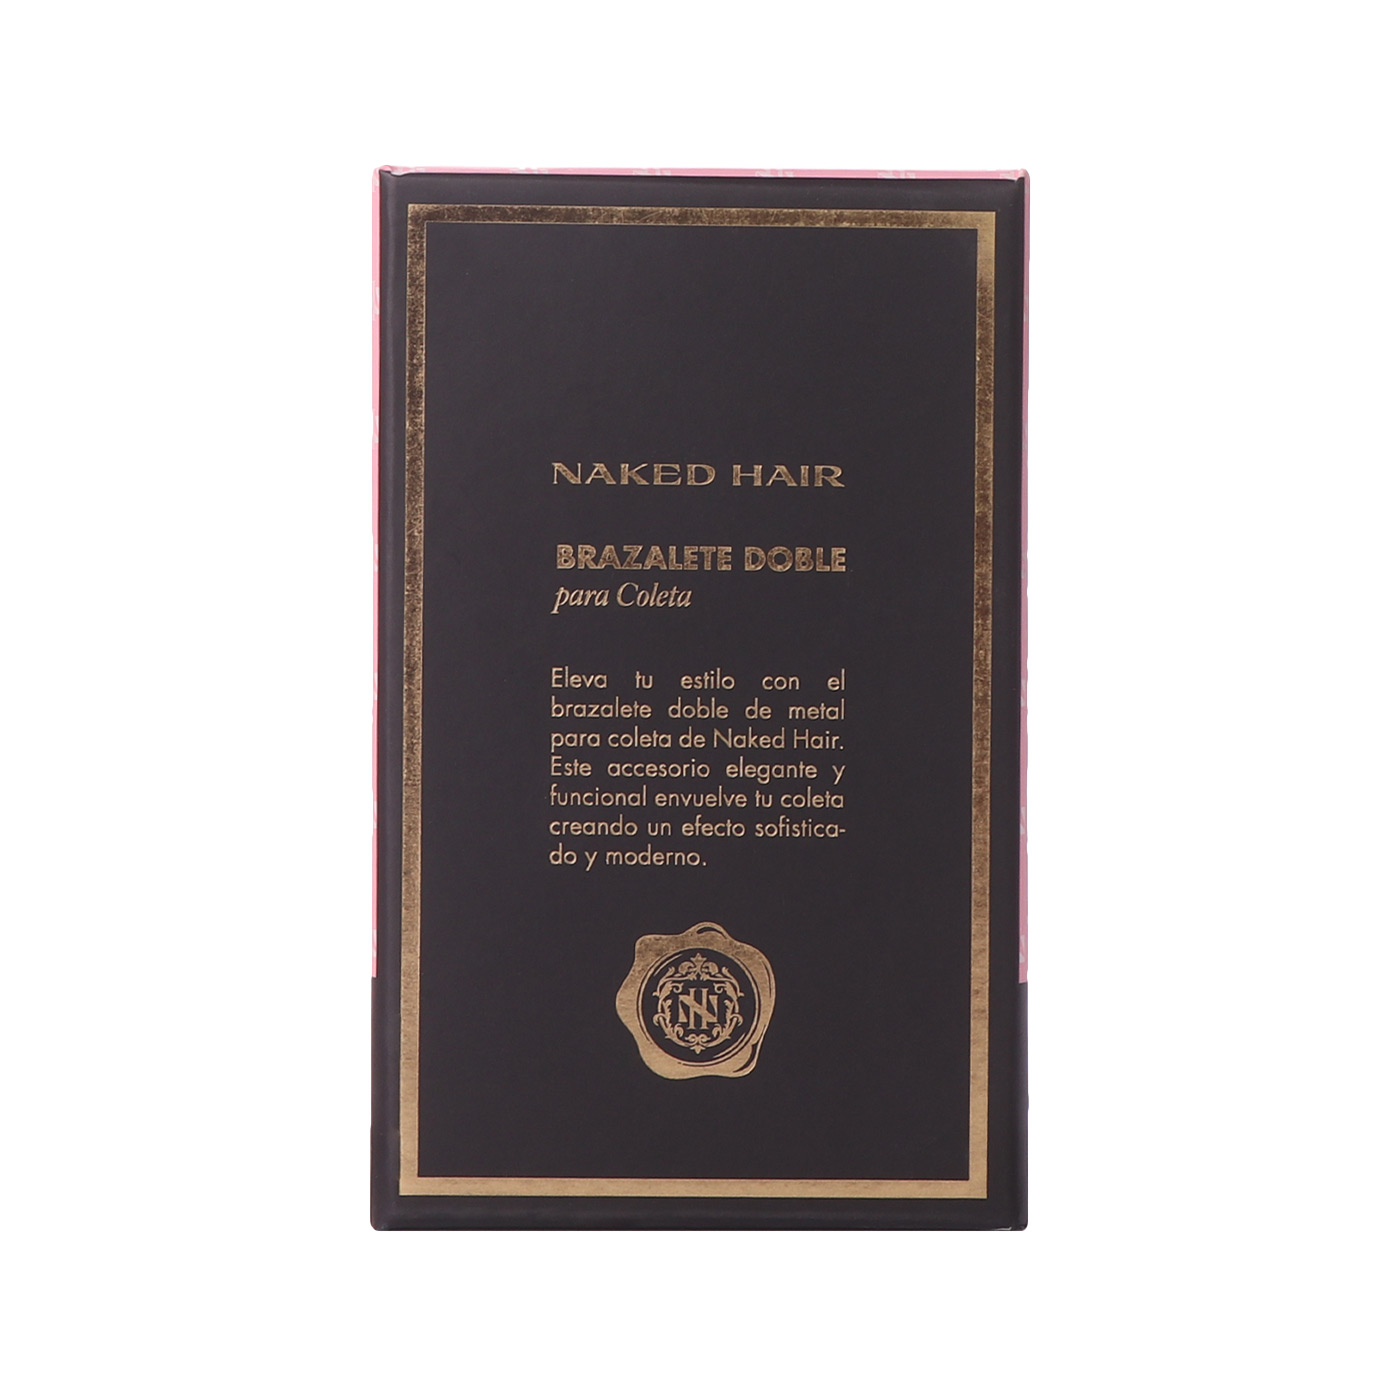 NAKED HAIR
BRAZALETE DOBLE
para Coleta
Eleva tu estilo con el
brazalete doble de metal
para coleta de Naked Hair.
Este accesorio elegante y
funcional envuelve tu coleta
creando un efecto sofistica-
do y moderno.
NH